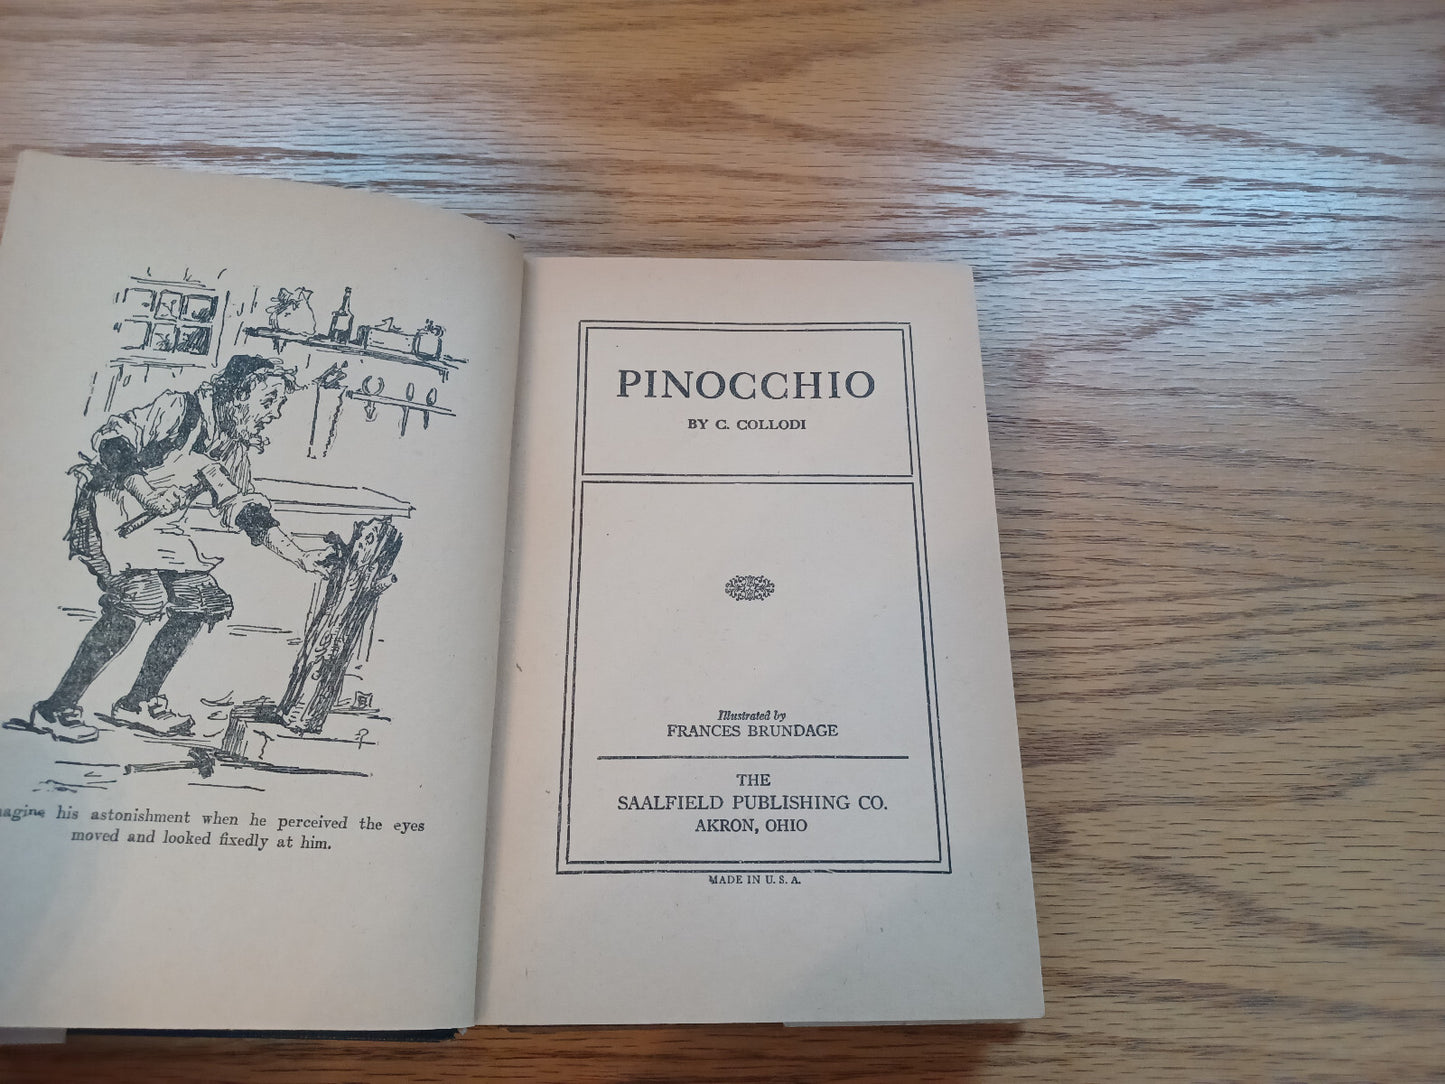 his astonishment when he perceived the eyes
moved and looked fixedly at him.
PINOCCHIO
BY C. COLLODI
Illustrated by
FRANCES BRUNDAGE
THE
SAALFIELD PUBLISHING CO.
AKRON, OHIO
MADE IN U. S. A.